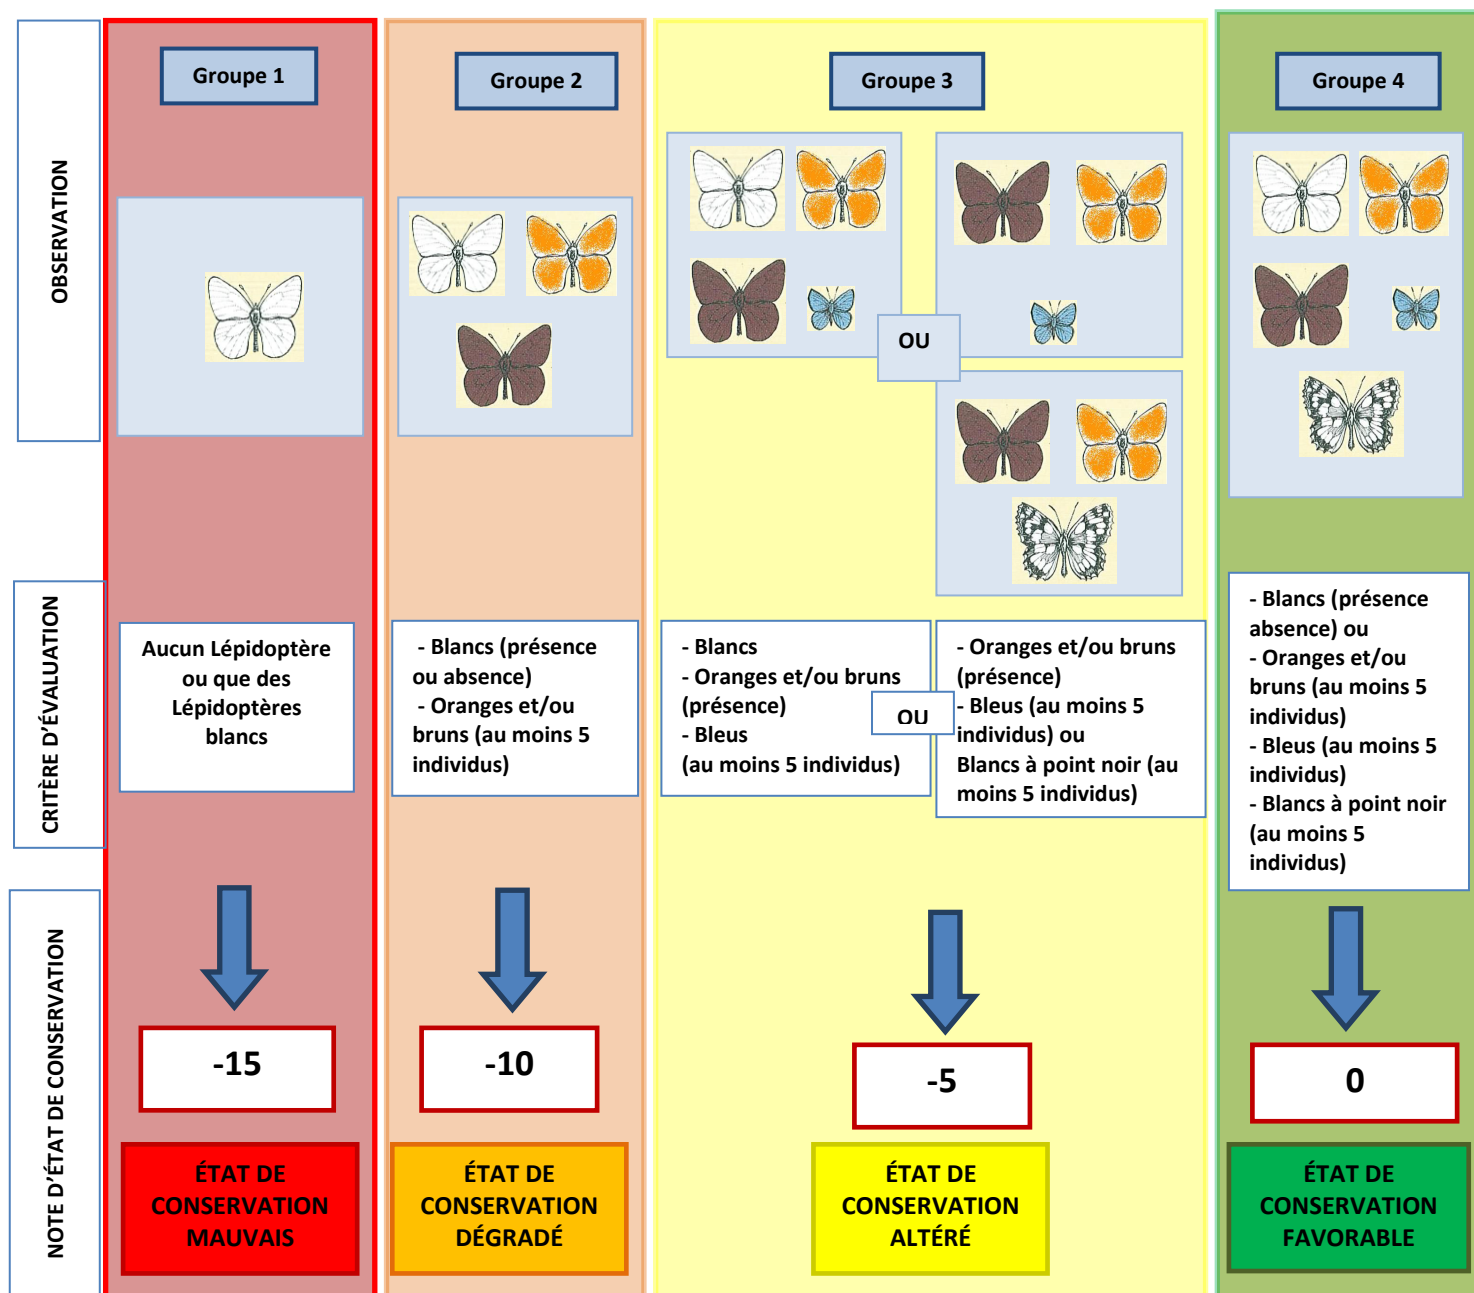 OBSERVATION
Groupe 1
Groupe 2
Groupe 3
Groupe 4
OU
CRITÈRE D'ÉVALUATION
Aucun Lépidoptère
ou que des
Lépidoptères
blancs
- Blancs (présence
ou absence)
- Oranges et/ou
bruns (au moins 5
individus)
- Blancs
- Oranges et/ou bruns
(présence)
- Bleus
(au moins 5 individus)
OU
- Oranges et/ou bruns
(présence)
- Bleus (au moins 5
individus) ou
Blancs à point noir (au
moins 5 individus)
- Blancs (présence
absence) ou
- Oranges et/ou
bruns (au moins 5
individus)
- Bleus (au moins 5
individus)
- Blancs à point noir
(au moins 5
individus)
NOTE D'ÉTAT DE CONSERVATION
-15
-10
-5
0
ÉTAT DE
CONSERVATION
MAUVAIS
ÉTAT DE
CONSERVATION
DÉGRADÉ
ÉTAT DE
CONSERVATION
ALTÉRÉ
ÉTAT DE
CONSERVATION
FAVORABLE